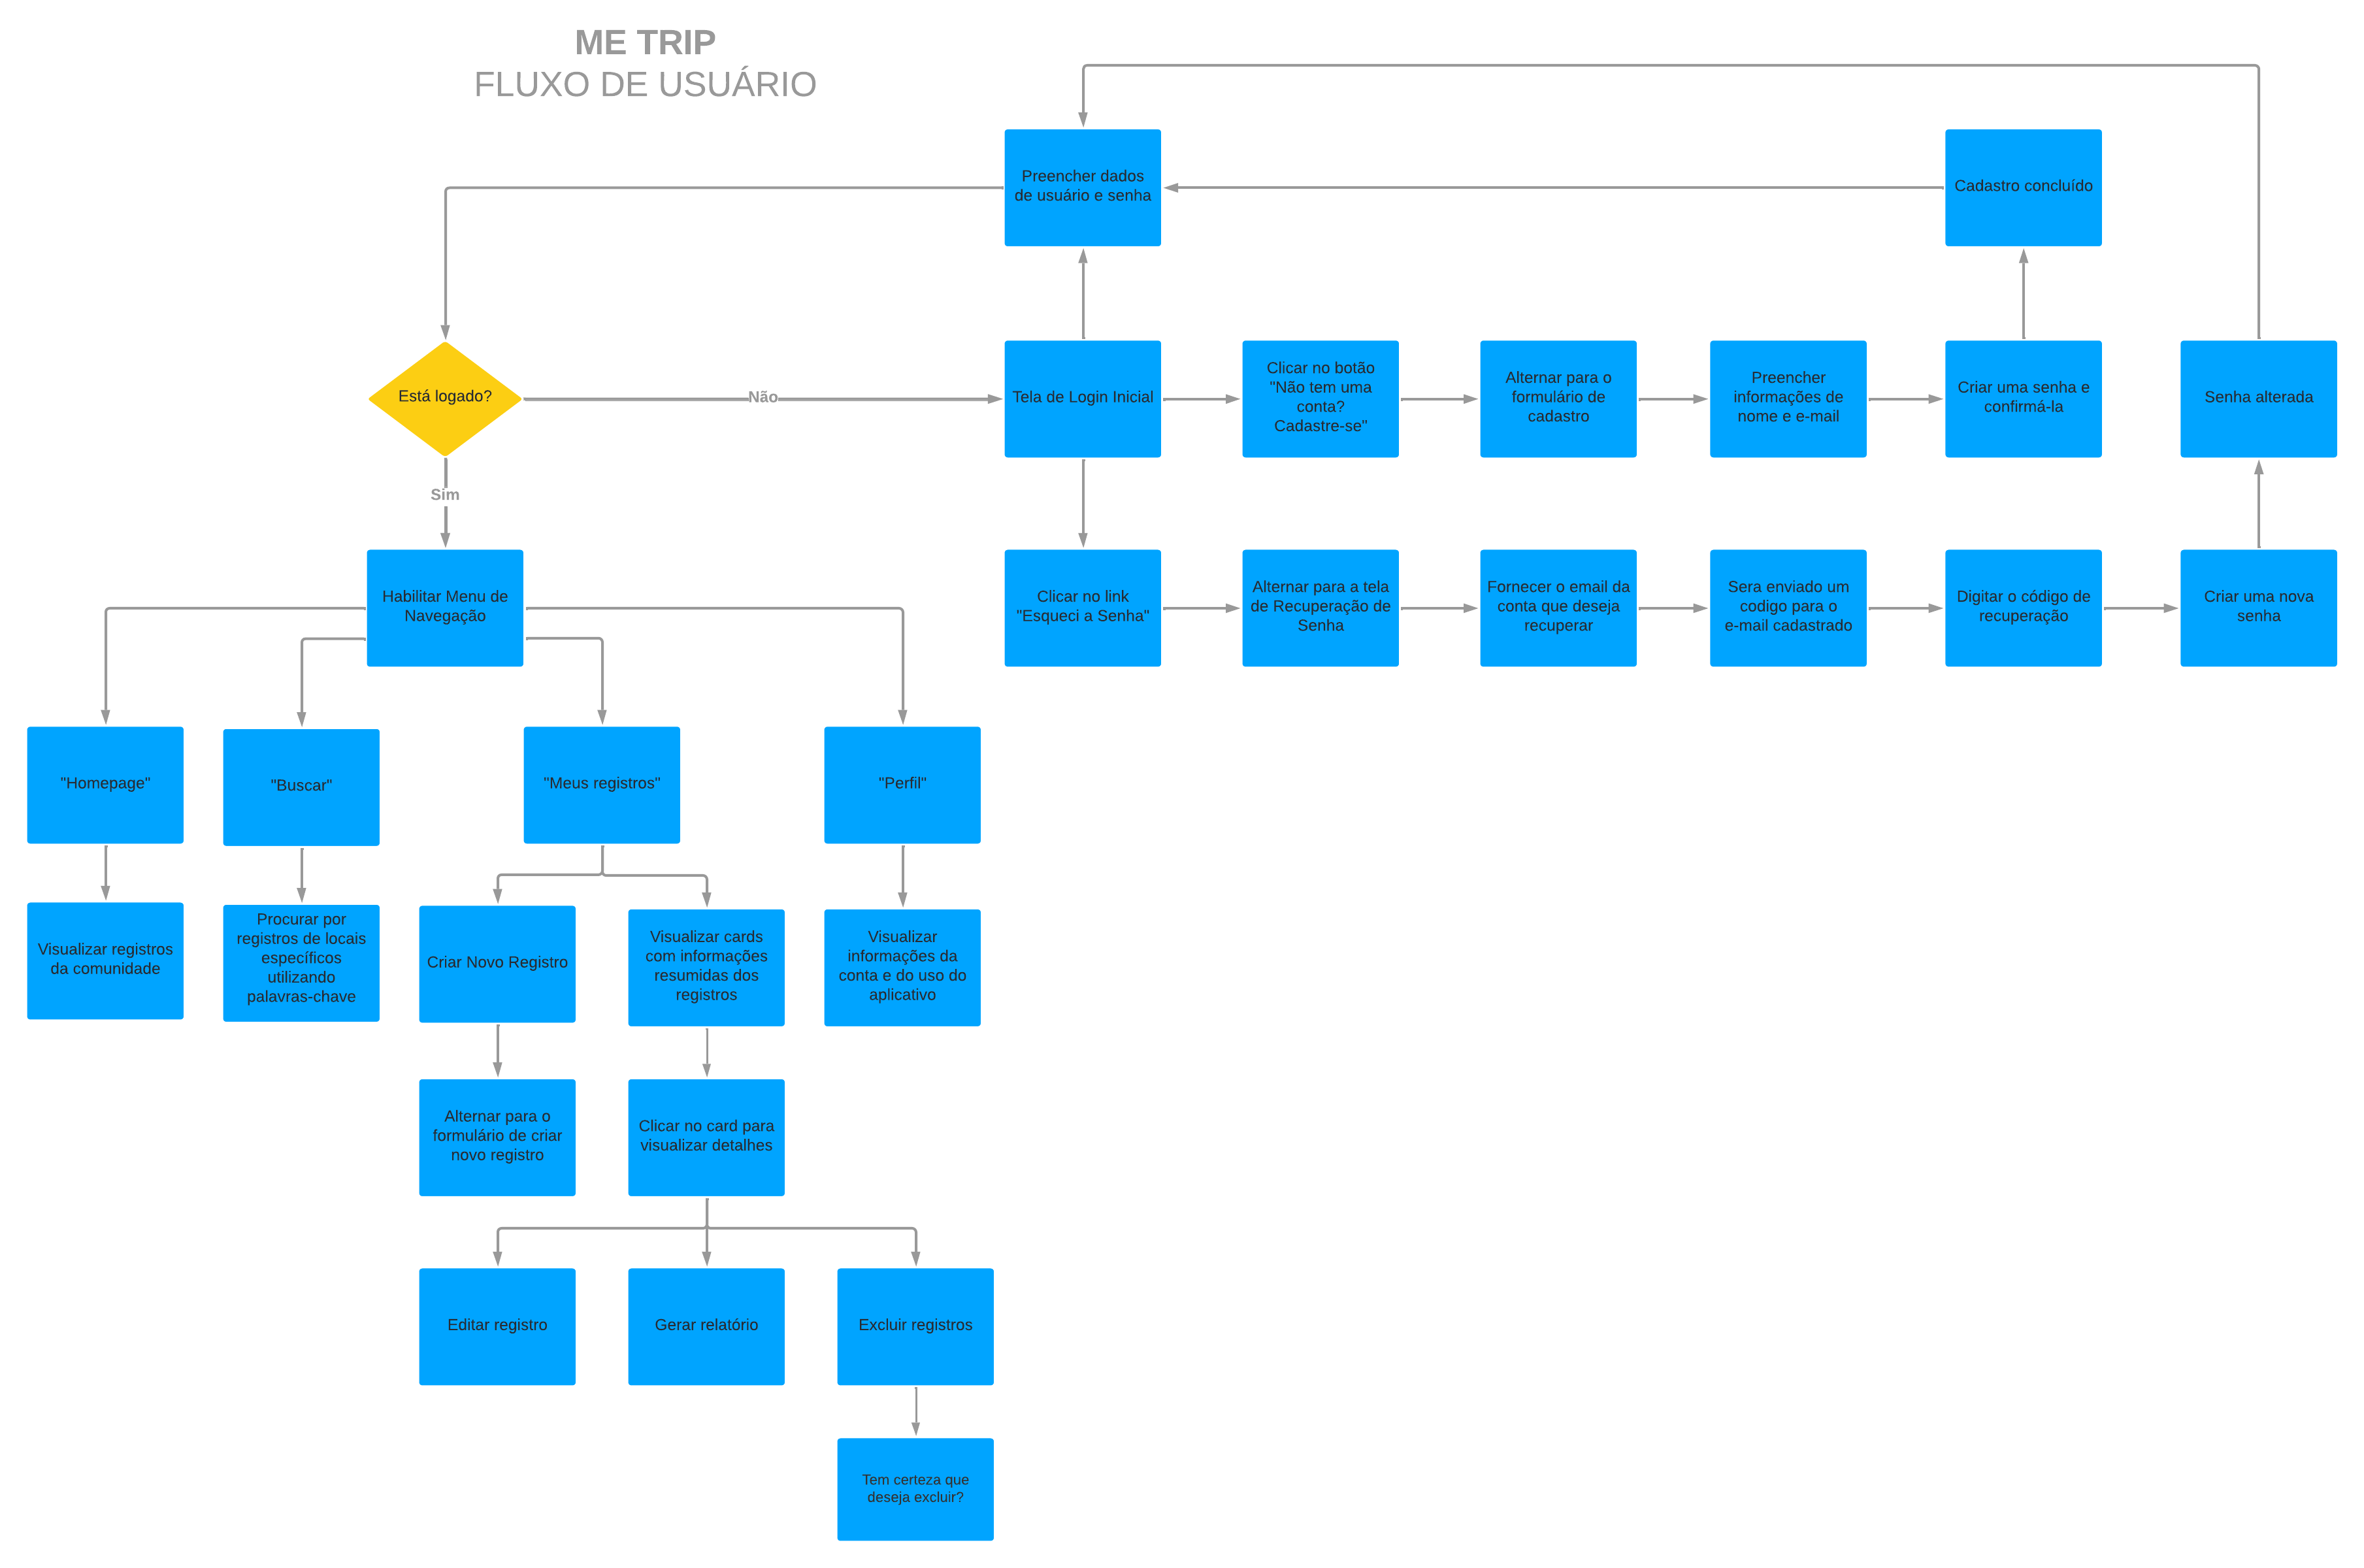 ME TRIP
FLUXO DE USUÁRIO
Preencher dados
de usuário e senha
Cadastro concluído
Está logado?
Não
Tela de Login Inicial
Clicar no botão
"Não tem uma
conta?
Cadastre-se"
Alternar para o
formulário de
cadastro
Preencher
informações de
nome e e-mail
Criar uma senha e
confirmá-la
Senha alterada
Sim
Habilitar Menu de
Navegação
Clicar no link
"Esqueci a Senha"
Alternar para a tela
de Recuperação de
Senha
Fornecer o email da
conta que deseja
recuperar
Sera enviado um
codigo para o
e-mail cadastrado
Digitar o código de
recuperação
Criar uma nova
senha
"Homepage"
"Buscar"
"Meus registros"
"Perfil"
Visualizar registros
da comunidade
Procurar por
registros de locais
específicos
utilizando
palavras-chave
Criar Novo Registro
Visualizar cards
com informações
resumidas dos
registros
Visualizar
informações da
conta e do uso do
aplicativo
Alternar para o
formulário de criar
novo registro
Clicar no card para
visualizar detalhes
Editar registro
Gerar relatório
Excluir registros
Tem certeza que
deseja excluir?